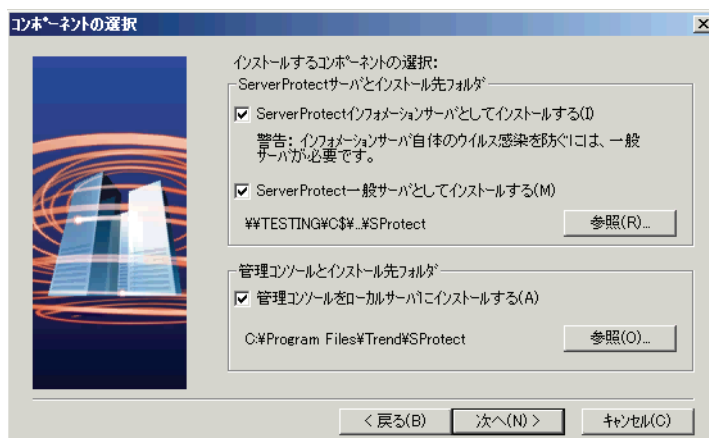 コンポーネントの選択
インストールするコンポーネントの選択:
ServerProtectサーバとインストール先フォルダ
ServerProtectインフォメーションサーバとしてインストールする(I)
警告: インフォメーションサーバ自体のウイルス感染を防ぐには、一般
サーバが必要です。
ServerProtect一般サーバとしてインストールする(M)
¥¥TESTING¥C$¥...¥SProtect
参照(R)...
管理コンソールとインストール先フォルダ
管理コンソールをローカルサーバにインストールする(A)
C:¥Program Files¥Trend¥SProtect
参照(O)...
< 戻る(B)
次へ(N) >
キャンセル(C)